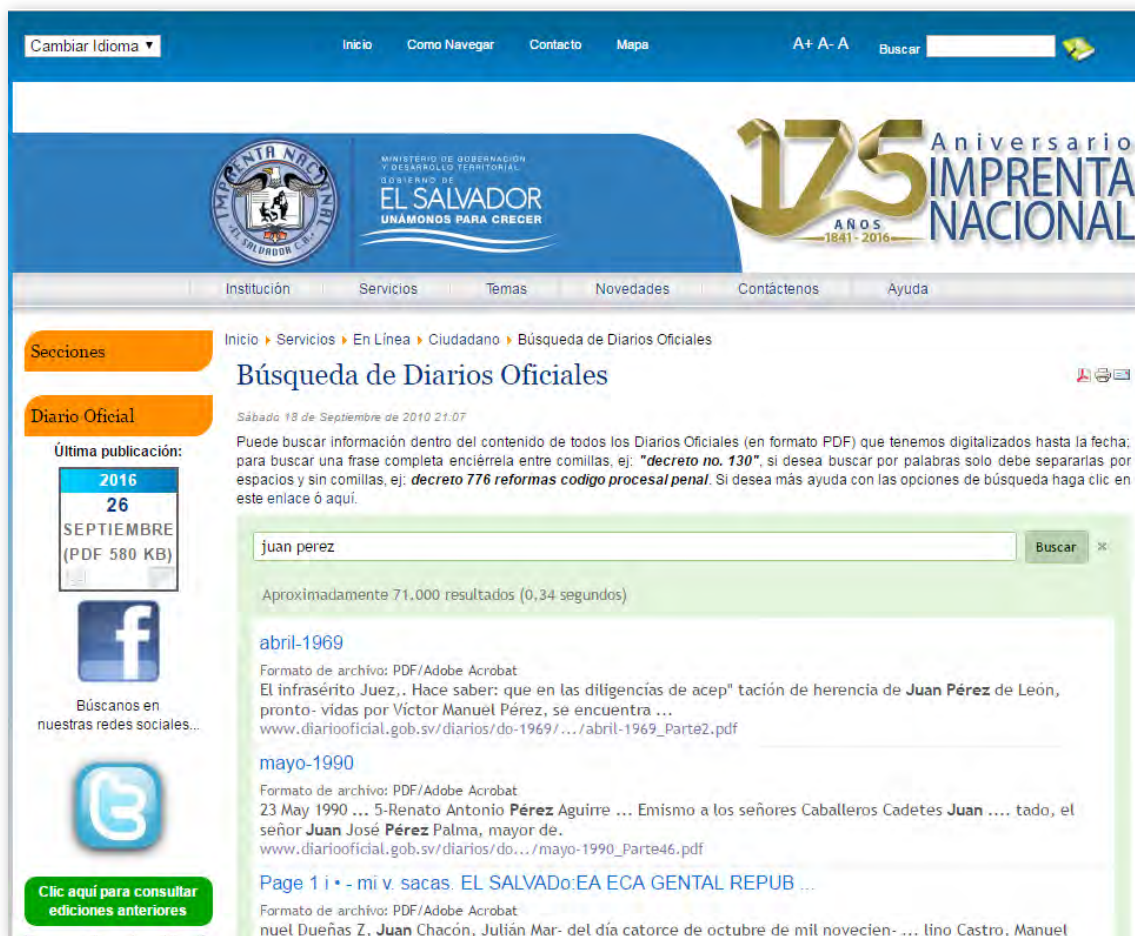 Cambiar Idioma ▼
Inicio Como Navegar Contacto Mapa
A+ A- A Buscar
IMPRENTA NACIONAL
EL SALVADOR C.A.
MINISTERIO DE GOBERNACIÓN
Y DESARROLLO TERRITORIAL
GOBIERNO DE
EL SALVADOR
UNÁMONOS PARA CRECER
175
AÑOS
1841 - 2016
Aniversario
IMPRENTA
NACIONAL
Institución Servicios Temas Novedades Contáctenos Ayuda
Secciones
Diario Oficial
Última publicación:
2016
26
SEPTIEMBRE
(PDF 580 KB)
Búscanos en
nuestras redes sociales...
Clic aquí para consultar
ediciones anteriores
Inicio Servicios En Línea Ciudadano Búsqueda de Diarios Oficiales
Búsqueda de Diarios Oficiales
Sábado 18 de Septiembre de 2010 21:07
Puede buscar información dentro del contenido de todos los Diarios Oficiales (en formato PDF) que tenemos digitalizados hasta la fecha;
para buscar una frase completa enciérrela entre comillas, ej: "decreto no. 130", si desea buscar por palabras solo debe separarlas por
espacios y sin comillas, ej: decreto 776 reformas codigo procesal penal. Si desea más ayuda con las opciones de búsqueda haga clic en
este enlace ó aquí.
juan perez
Buscar ×
Aproximadamente 71.000 resultados (0,34 segundos)
abril-1969
Formato de archivo: PDF/Adobe Acrobat
El infrasérito Juez,. Hace saber: que en las diligencías de acep" tación de herencia de Juan Pérez de León,
pronto- vidas por Víctor Manuel Pérez, se encuentra ...
www.diariooficial.gob.sv/diarios/do-1969/.../abril-1969_Parte2.pdf
mayo-1990
Formato de archivo: PDF/Adobe Acrobat
23 May 1990 ... 5-Renato Antonio Pérez Aguirre ... Emismo a los señores Caballeros Cadetes Juan .... tado, el
señor Juan José Pérez Palma, mayor de.
www.diariooficial.gob.sv/diarios/do.../mayo-1990_Parte46.pdf
Page 1 i • - mi v. sacas. EL SALVADo:EA ECA GENTAL REPUB ...
Formato de archivo: PDF/Adobe Acrobat
nuel Dueñas Z, Juan Chacón, Julián Mar- del día catorce de octubre de mil novecien- ... lino Castro, Manuel